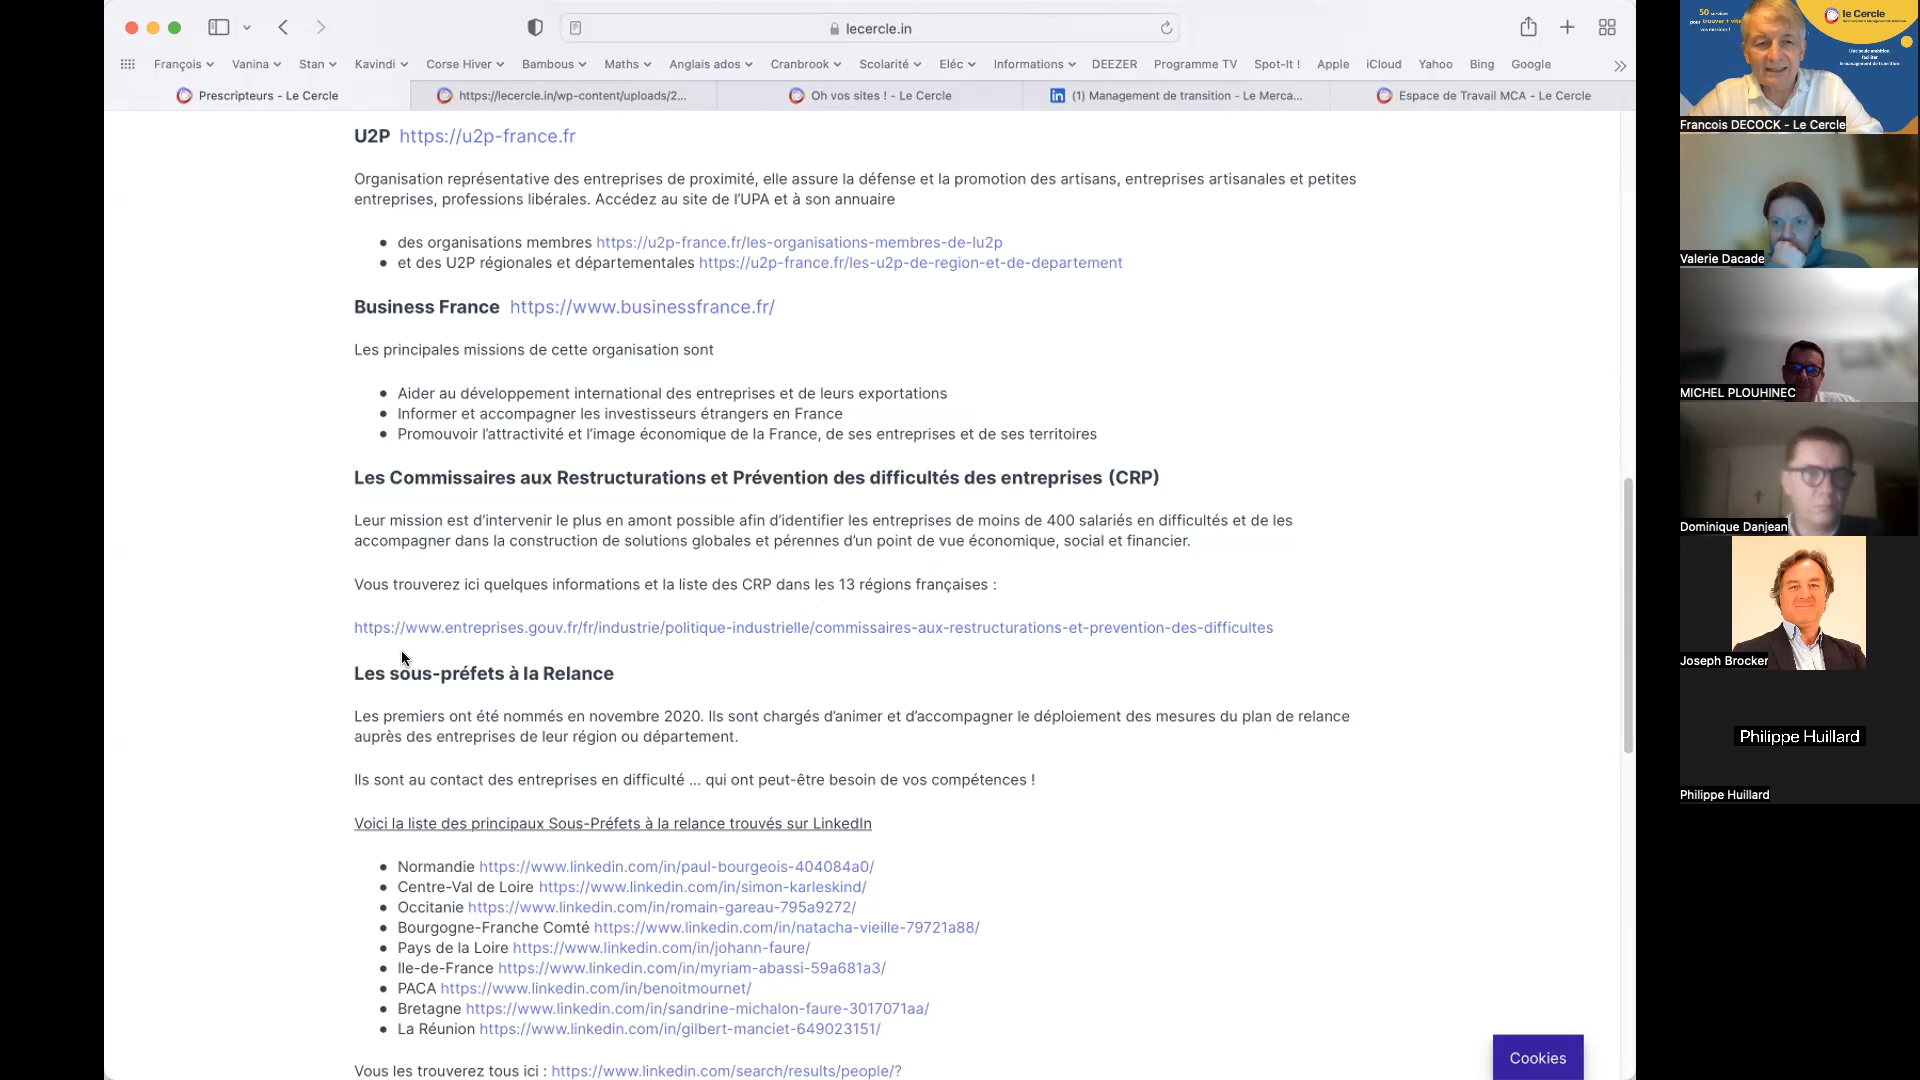 lecercle.in
François
Vanina
Stan
Kavindi
Corse Hiver
Bambous
Maths
Anglais ados
Cranbrook
Scolarité
Eléc
Informations
DEEZER
Programme TV
Spot-It !
Apple
iCloud
Yahoo
Bing
Google
Prescripteurs - Le Cercle
https://lecercle.in/wp-content/uploads/2...
Oh vos sites ! - Le Cercle
(1) Management de transition - Le Merca...
Espace de Travail MCA - Le Cercle
U2P https://u2p-france.fr
Organisation représentative des entreprises de proximité, elle assure la défense et la promotion des artisans, entreprises artisanales et petites
entreprises, professions libérales. Accédez au site de l’UPA et à son annuaire
• des organisations membres https://u2p-france.fr/les-organisations-membres-de-lu2p
• et des U2P régionales et départementales https://u2p-france.fr/les-u2p-de-region-et-de-departement
Business France https://www.businessfrance.fr/
Les principales missions de cette organisation sont
• Aider au développement international des entreprises et de leurs exportations
• Informer et accompagner les investisseurs étrangers en France
• Promouvoir l’attractivité et l’image économique de la France, de ses entreprises et de ses territoires
Les Commissaires aux Restructurations et Prévention des difficultés des entreprises (CRP)
Leur mission est d’intervenir le plus en amont possible afin d’identifier les entreprises de moins de 400 salariés en difficultés et de les
accompagner dans la construction de solutions globales et pérennes d’un point de vue économique, social et financier.
Vous trouverez ici quelques informations et la liste des CRP dans les 13 régions françaises :
https://www.entreprises.gouv.fr/fr/industrie/politique-industrielle/commissaires-aux-restructurations-et-prevention-des-difficultes
Les sous-préfets à la Relance
Les premiers ont été nommés en novembre 2020. Ils sont chargés d’animer et d’accompagner le déploiement des mesures du plan de relance
auprès des entreprises de leur région ou département.
Ils sont au contact des entreprises en difficulté ... qui ont peut-être besoin de vos compétences !
Voici la liste des principaux Sous-Préfets à la relance trouvés sur LinkedIn
• Normandie https://www.linkedin.com/in/paul-bourgeois-404084a0/
• Centre-Val de Loire https://www.linkedin.com/in/simon-karleskind/
• Occitanie https://www.linkedin.com/in/romain-gareau-795a9272/
• Bourgogne-Franche Comté https://www.linkedin.com/in/natacha-vieille-79721a88/
• Pays de la Loire https://www.linkedin.com/in/johann-faure/
• Ile-de-France https://www.linkedin.com/in/myriam-abassi-59a681a3/
• PACA https://www.linkedin.com/in/benoitmournet/
• Bretagne https://www.linkedin.com/in/sandrine-michalon-faure-3017071aa/
• La Réunion https://www.linkedin.com/in/gilbert-manciet-649023151/
Vous les trouverez tous ici : https://www.linkedin.com/search/results/people/?
Cookies
50 services
pour trouver + vite
vos missions !
le Cercle
Une seule ambition
faciliter
le management de transition
Francois DECOCK - Le Cercle
Valerie Dacade
MICHEL PLOUHINEC
Dominique Danjean
Joseph Brocker
Philippe Huillard
Philippe Huillard